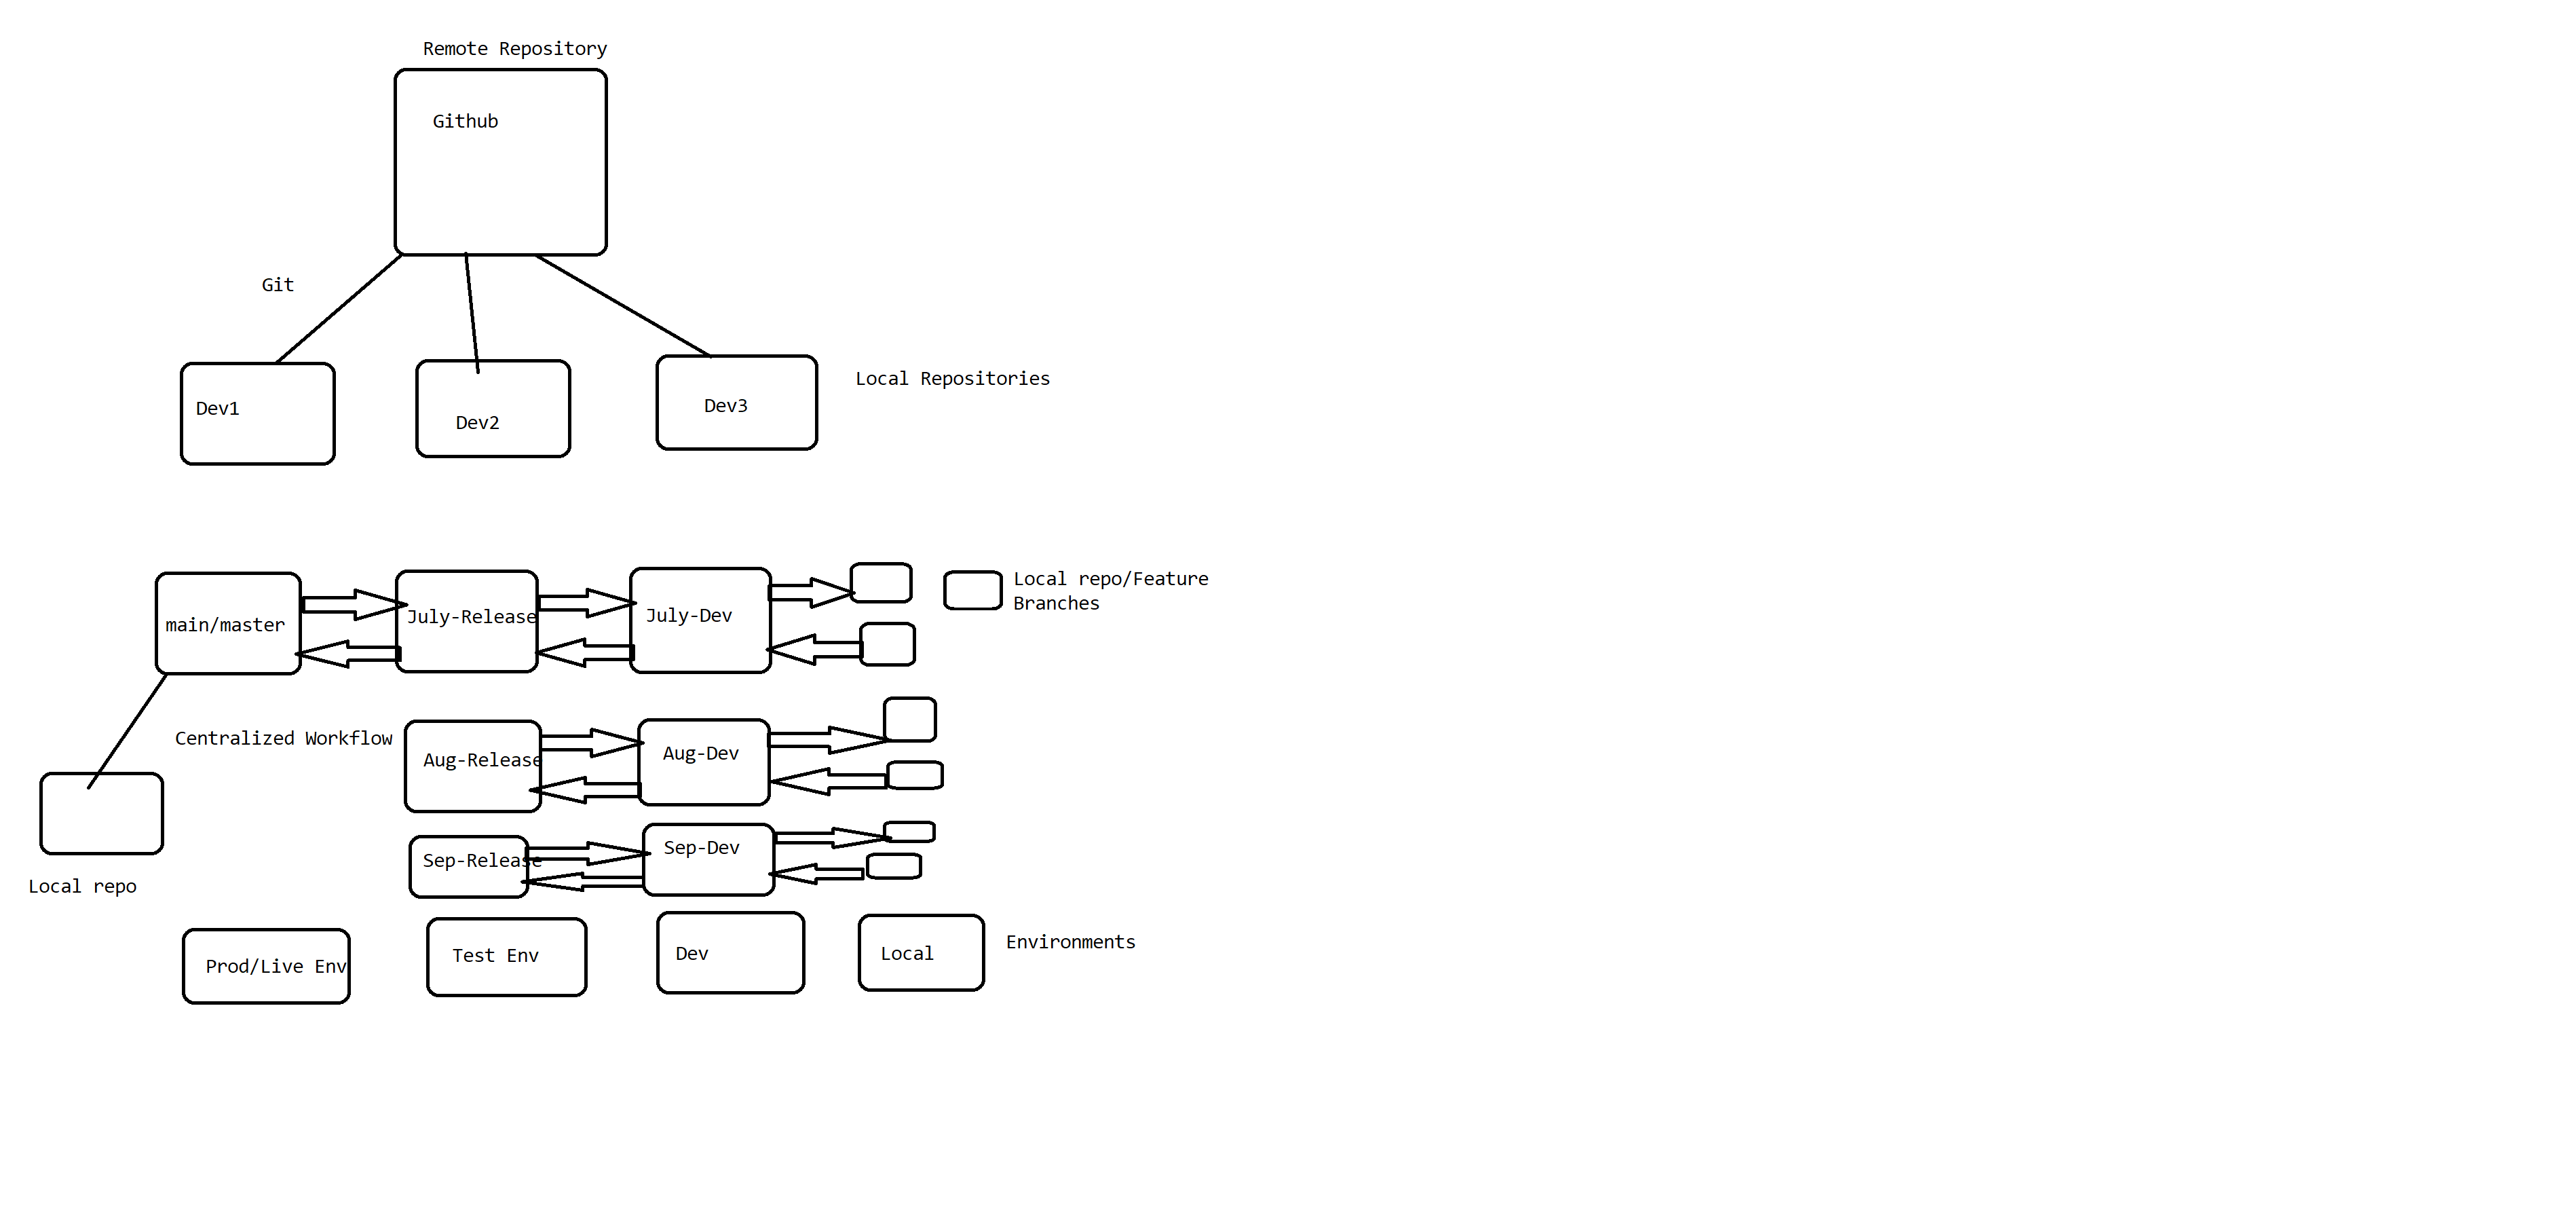 Remote Repository
Github
Git
Local Repositories
Dev1
Dev2
Dev3
Local repo/Feature
Branches
main/master
July-Release
July-Dev
Centralized Workflow
Aug-Release
Aug-Dev
Sep-Release
Sep-Dev
Local repo
Prod/Live Env
Test Env
Dev
Local
Environments